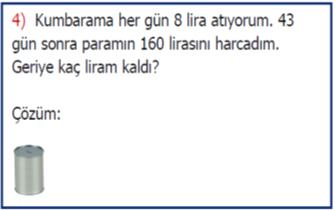 4) Kumbarama her gün 8 lira atıyorum. 43
gün sonra paramın 160 lirasını harcadım.
Geriye kaç liram kaldı?
Çözüm: